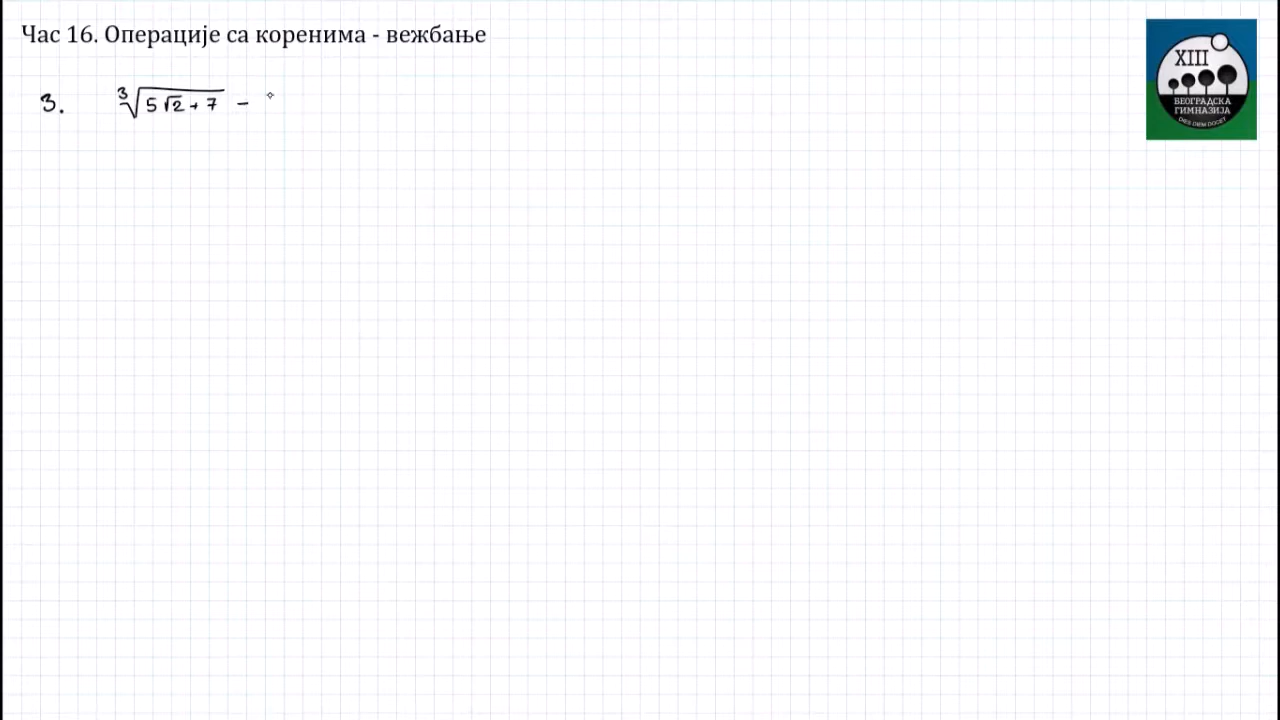 Час 16. Операције са коренима - вежбање
3. ∛(5√2 + 7) -
XIII
БЕОГРАДСКА
ГИМНАЗИЈА